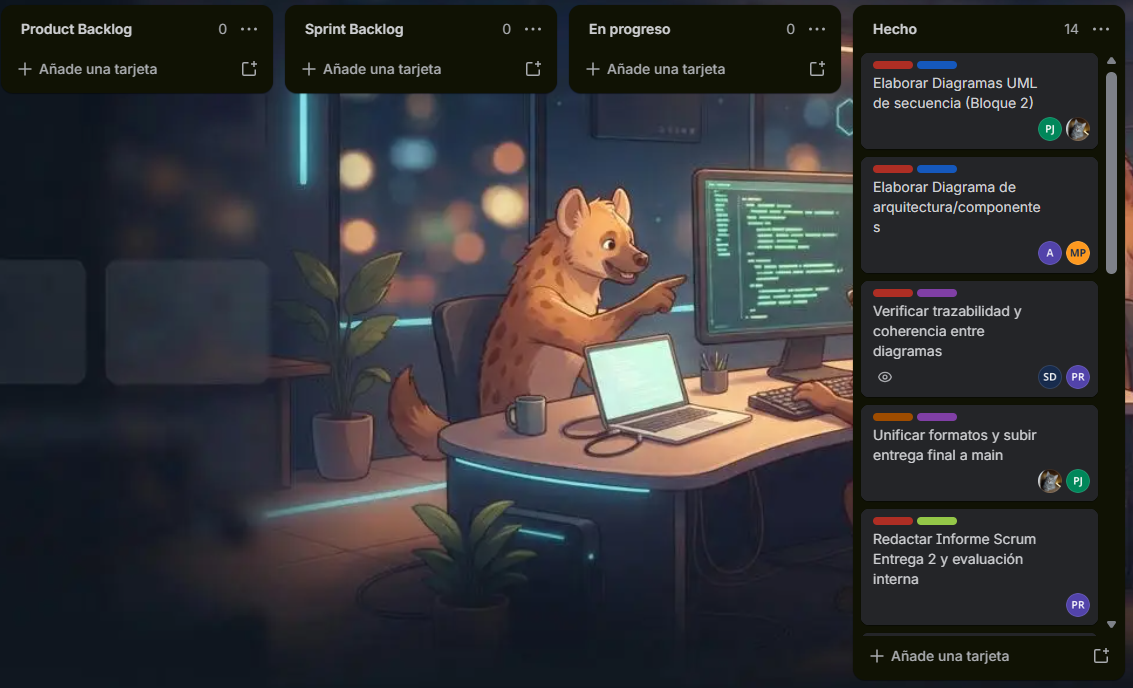 Product Backlog 0
Añade una tarjeta
Sprint Backlog 0
Añade una tarjeta
En progreso 0
Añade una tarjeta
Hecho 14
Elaborar Diagramas UML
de secuencia (Bloque 2)
PJ
Elaborar Diagrama de
arquitectura/componente
s
A MP
Verificar trazabilidad y
coherencia entre
diagramas
SD PR
Unificar formatos y subir
entrega final a main
PJ
Redactar Informe Scrum
Entrega 2 y evaluación
interna
PR
Añade una tarjeta